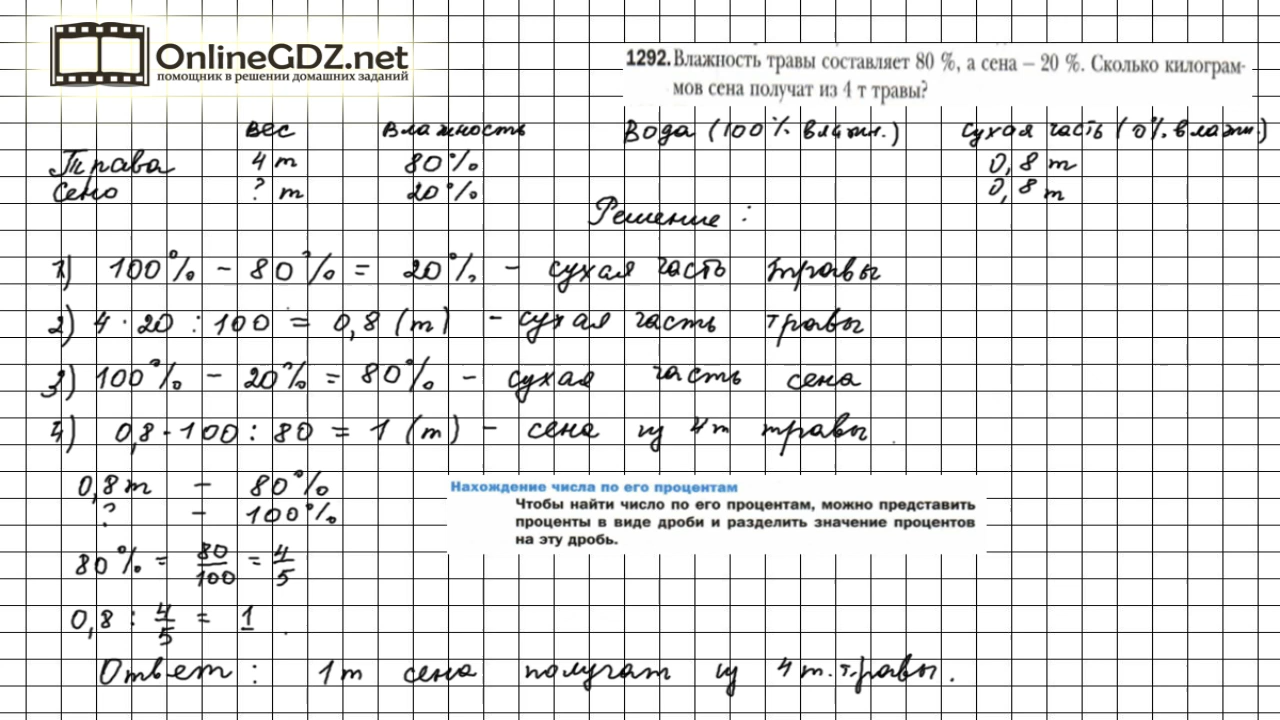 OnlineGDZ.net
помощник в решении домашних заданий
1292. Влажность травы составляет 80 %, а сена – 20 %. Сколько килограм-
мов сена получат из 4 т травы?
вес влажность Вода (100% влажн.) сухая часть (0% влажн.)
Трава 4 т 80% 0,8 т
Сено ? т 20% 0,8 т
Решение:
1) 100% - 80% = 20% - сухая часть травы
2) 4 · 20 : 100 = 0,8 (т) - сухая часть травы
3) 100% - 20% = 80% - сухая часть сена
4) 0,8 · 100 : 80 = 1 (т) - сена из 4т травы
0,8т - 80%
? - 100%
Нахождение числа по его процентам
Чтобы найти число по его процентам, можно представить
проценты в виде дроби и разделить значение процентов
на эту дробь.
80% = 80/100 = 4/5
0,8 : 4/5 = 1
Ответ: 1т сена получат из 4 т. травы.